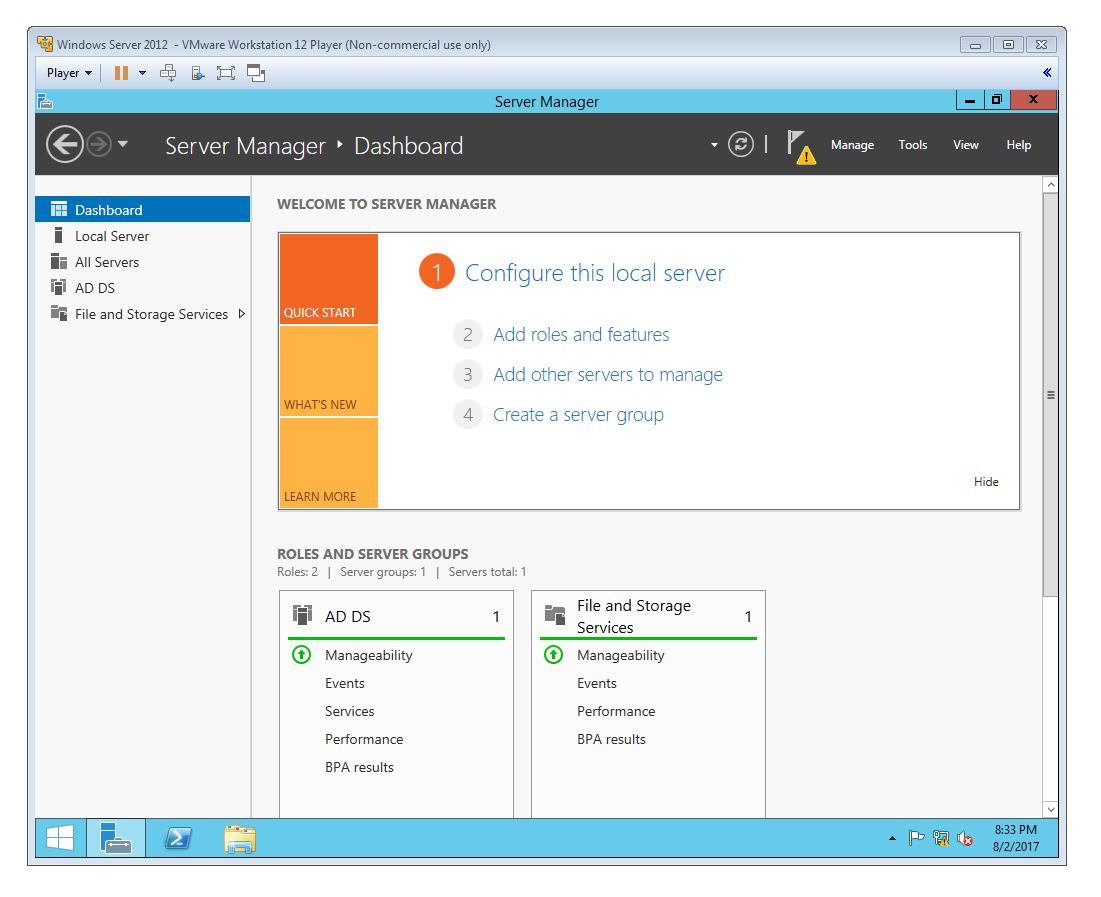 Windows Server 2012 - VMware Workstation 12 Player (Non-commercial use only)
Player
Server Manager
Server Manager Dashboard
Manage Tools View Help
Dashboard
Local Server
All Servers
AD DS
File and Storage Services
WELCOME TO SERVER MANAGER
QUICK START
WHAT'S NEW
LEARN MORE
1 Configure this local server
2 Add roles and features
3 Add other servers to manage
4 Create a server group
Hide
ROLES AND SERVER GROUPS
Roles: 2 | Server groups: 1 | Servers total: 1
AD DS 1
Manageability
Events
Services
Performance
BPA results
File and Storage
Services 1
Manageability
Events
Performance
BPA results
8:33 PM
8/2/2017